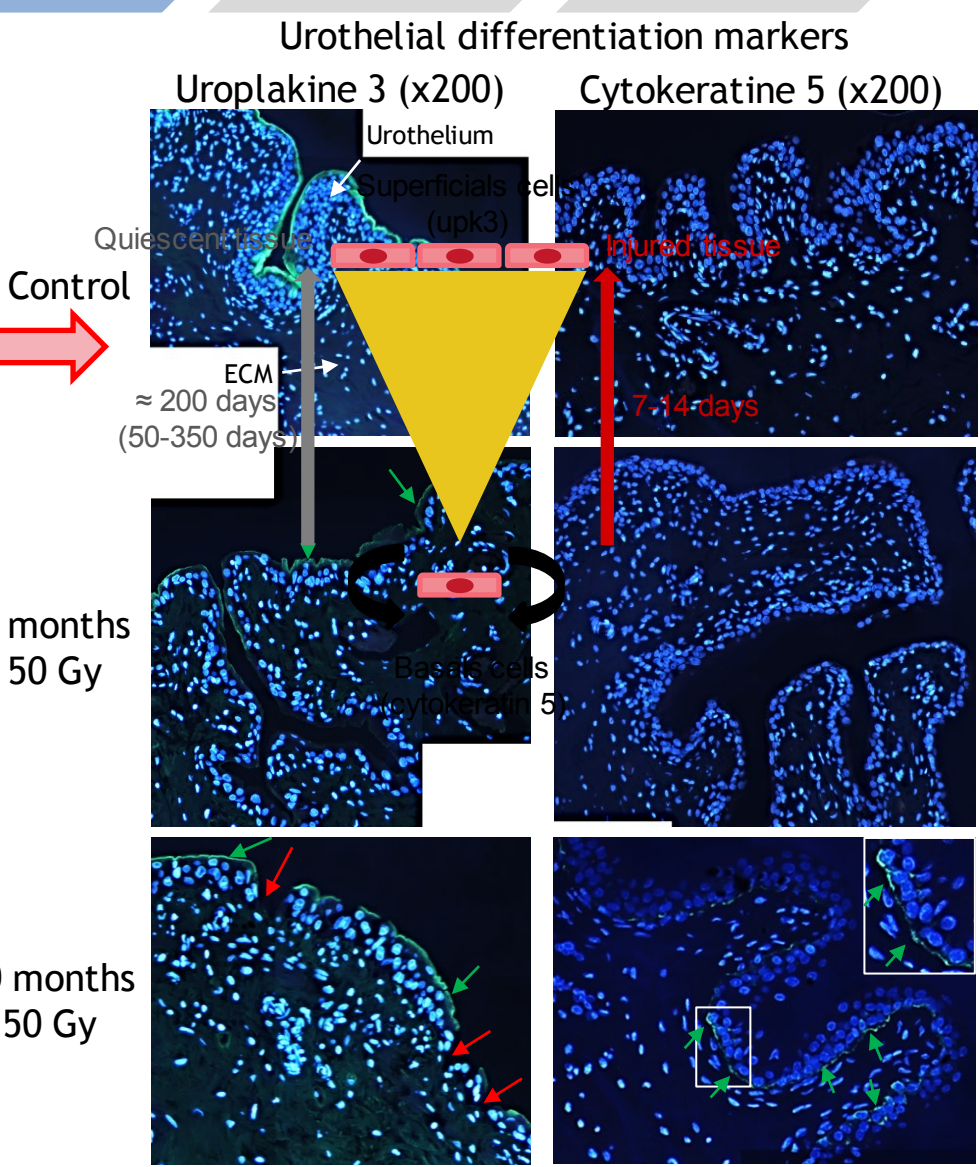 Urothelial differentiation markers
Uroplakine 3 (x200)
Cytokeratine 5 (x200)
Urothelium
Superficials cells
(upk3)
Quiescent tissue
Injured tissue
Control
ECM
≈ 200 days
(50-350 days)
7-14 days
months
50 Gy
Basals cells
(cytokeratin 5)
months
50 Gy